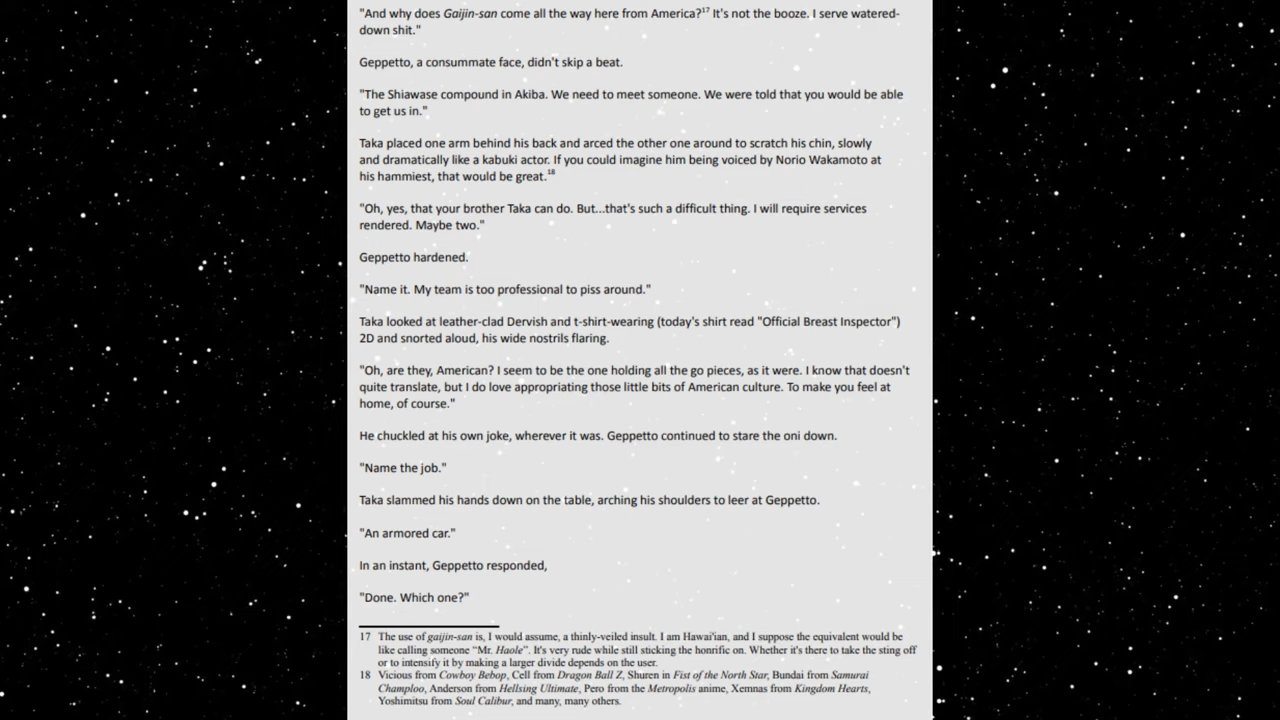 "And why does Gaijin-san come all the way here from America?17 It's not the booze. I serve watered-
down shit."
Geppetto, a consummate face, didn't skip a beat.
"The Shiawase compound in Akiba. We need to meet someone. We were told that you would be able
to get us in."
Taka placed one arm behind his back and arced the other one around to scratch his chin, slowly
and dramatically like a kabuki actor. If you could imagine him being voiced by Norio Wakamoto at
his hammiest, that would be great.18
"Oh, yes, that your brother Taka can do. But...that's such a difficult thing. I will require services
rendered. Maybe two."
Geppetto hardened.
"Name it. My team is too professional to piss around."
Taka looked at leather-clad Dervish and t-shirt-wearing (today's shirt read "Official Breast Inspector")
2D and snorted aloud, his wide nostrils flaring.
"Oh, are they, American? I seem to be the one holding all the go pieces, as it were. I know that doesn't
quite translate, but I do love appropriating those little bits of American culture. To make you feel at
home, of course."
He chuckled at his own joke, wherever it was. Geppetto continued to stare the oni down.
"Name the job."
Taka slammed his hands down on the table, arching his shoulders to leer at Geppetto.
"An armored car."
In an instant, Geppetto responded,
"Done. Which one?"
17 The use of gaijin-san is, I would assume, a thinly-veiled insult. I am Hawai'ian, and I suppose the equivalent would be
like calling someone “Mr. Haole”. It's very rude while still sticking the honorific on. Whether it's there to take the sting off
or to intensify it by making a larger divide depends on the user.
18 Vicious from Cowboy Bebop, Cell from Dragon Ball Z, Shuren in Fist of the North Star, Bundai from Samurai
Champloo, Anderson from Hellsing Ultimate, Pero from the Metropolis anime, Xemnas from Kingdom Hearts,
Yoshimitsu from Soul Calibur, and many, many others.